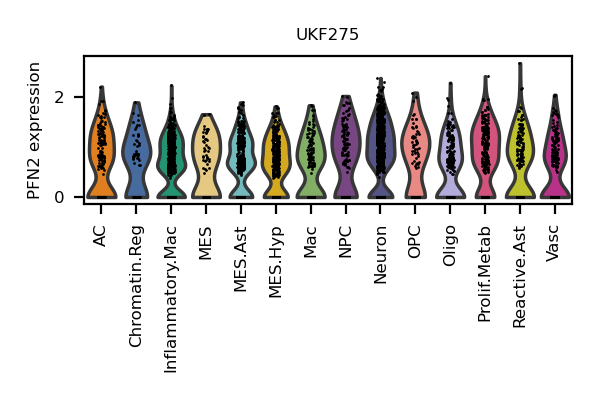 UKF275
PFN2 expression
2
0
AC
Chromatin.Reg
Inflammatory.Mac
MES
MES.Ast
MES.Hyp
Mac
NPC
Neuron
OPC
Oligo
Prolif.Metab
Reactive.Ast
Vasc